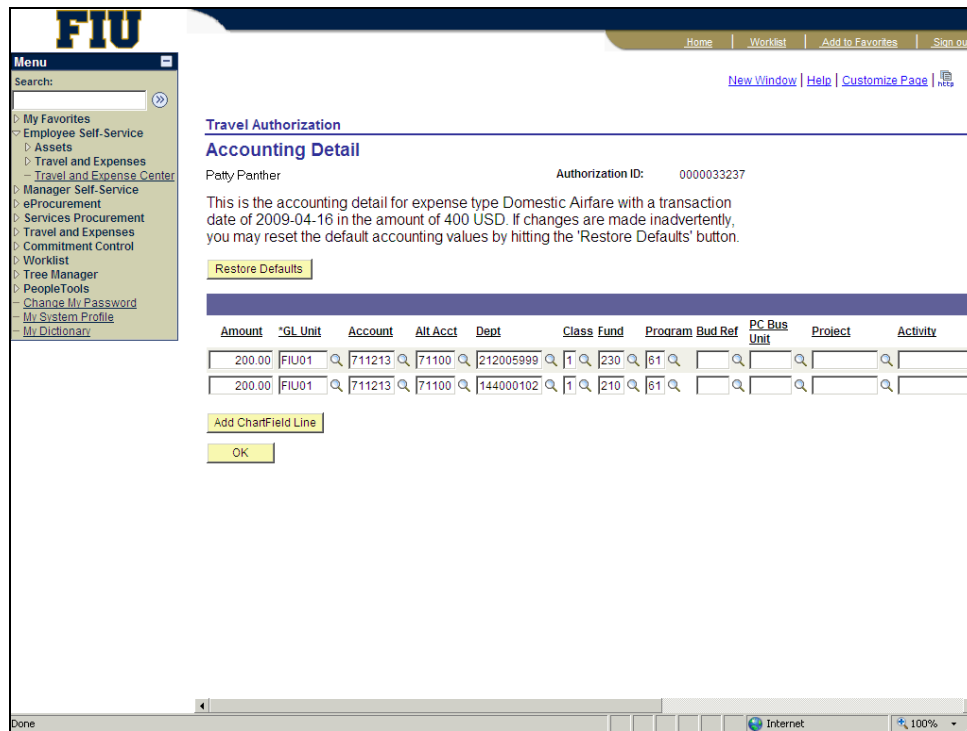 FIU
Home | Worklist | Add to Favorites | Sign ou
Menu
Search:
New Window | Help | Customize Page | http
My Favorites
Employee Self-Service
Assets
Travel and Expenses
Travel and Expense Center
Manager Self-Service
eProcurement
Services Procurement
Travel and Expenses
Commitment Control
Worklist
Tree Manager
PeopleTools
Change My Password
My System Profile
My Dictionary
Travel Authorization
Accounting Detail
Patty Panther Authorization ID: 0000033237
This is the accounting detail for expense type Domestic Airfare with a transaction
date of 2009-04-16 in the amount of 400 USD. If changes are made inadvertently,
you may reset the default accounting values by hitting the 'Restore Defaults' button.
Restore Defaults
Amount *GL Unit Account Alt Acct Dept Class Fund Program Bud Ref PC Bus Unit Project Activity
200.00 FIU01 711213 71100 212005999 1 230 61
200.00 FIU01 711213 71100 144000102 1 210 61
Add ChartField Line
OK
Done Internet 100%